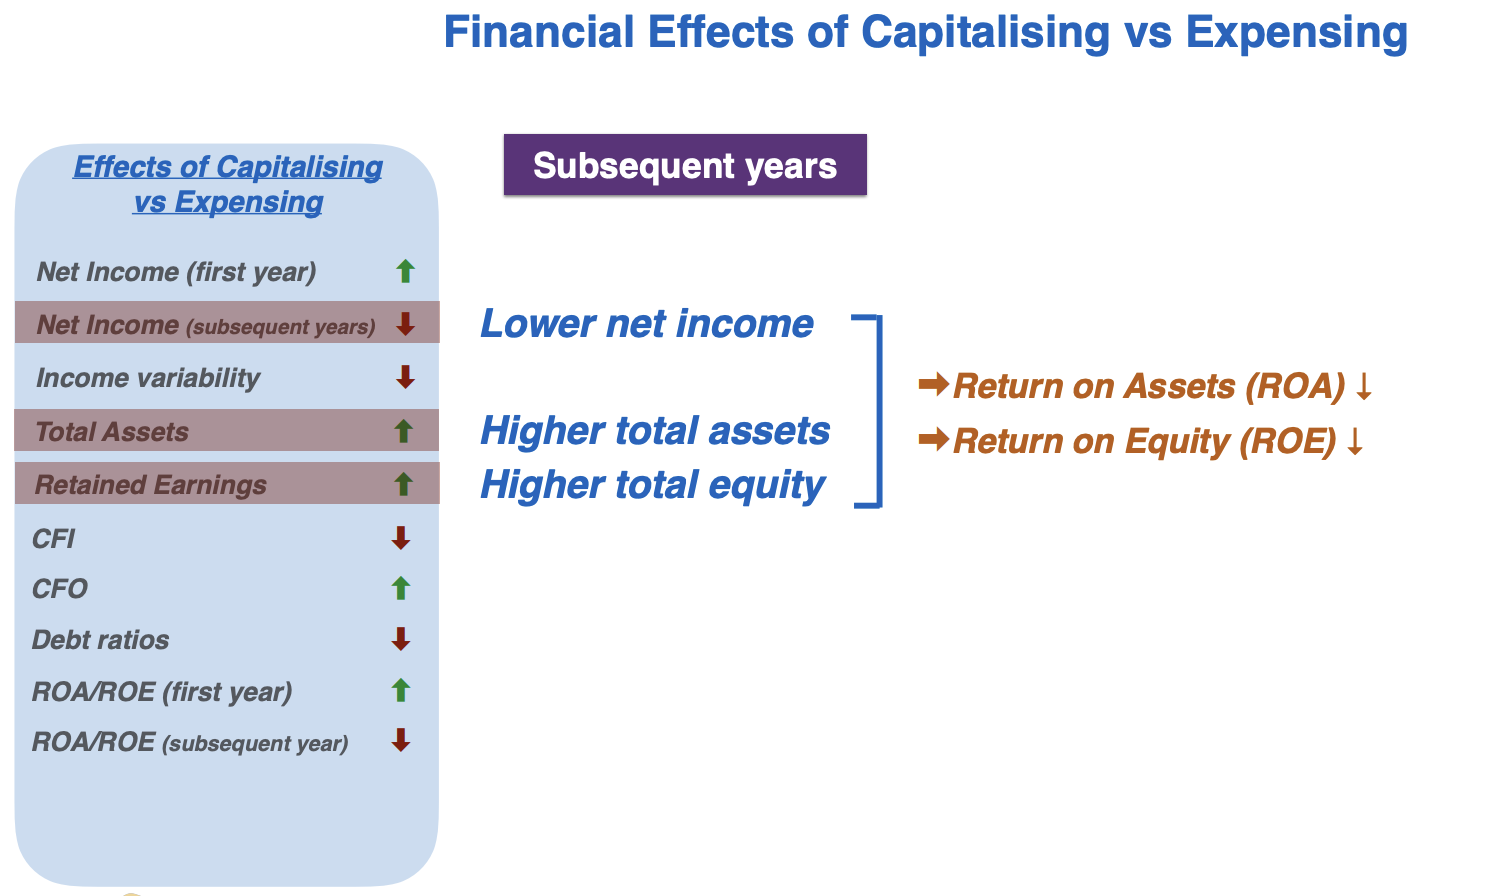 Financial Effects of Capitalising vs Expensing
Effects of Capitalising
vs Expensing
Subsequent years
Net Income (first year) ⬆
Net Income (subsequent years) ⬇
Income variability ⬇
Total Assets ⬆
Retained Earnings ⬆
CFI ⬇
CFO ⬆
Debt ratios ⬇
ROA/ROE (first year) ⬆
ROA/ROE (subsequent year) ⬇
Lower net income
Higher total assets
Higher total equity
➡Return on Assets (ROA) ↓
➡Return on Equity (ROE) ↓